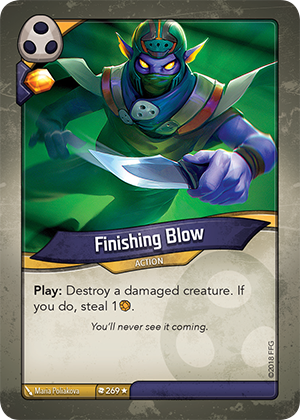 Finishing Blow
ACTION
Play: Destroy a damaged creature. If
you do, steal 1.
You'll never see it coming.
Maria Poliakova
269
©2018 FFG